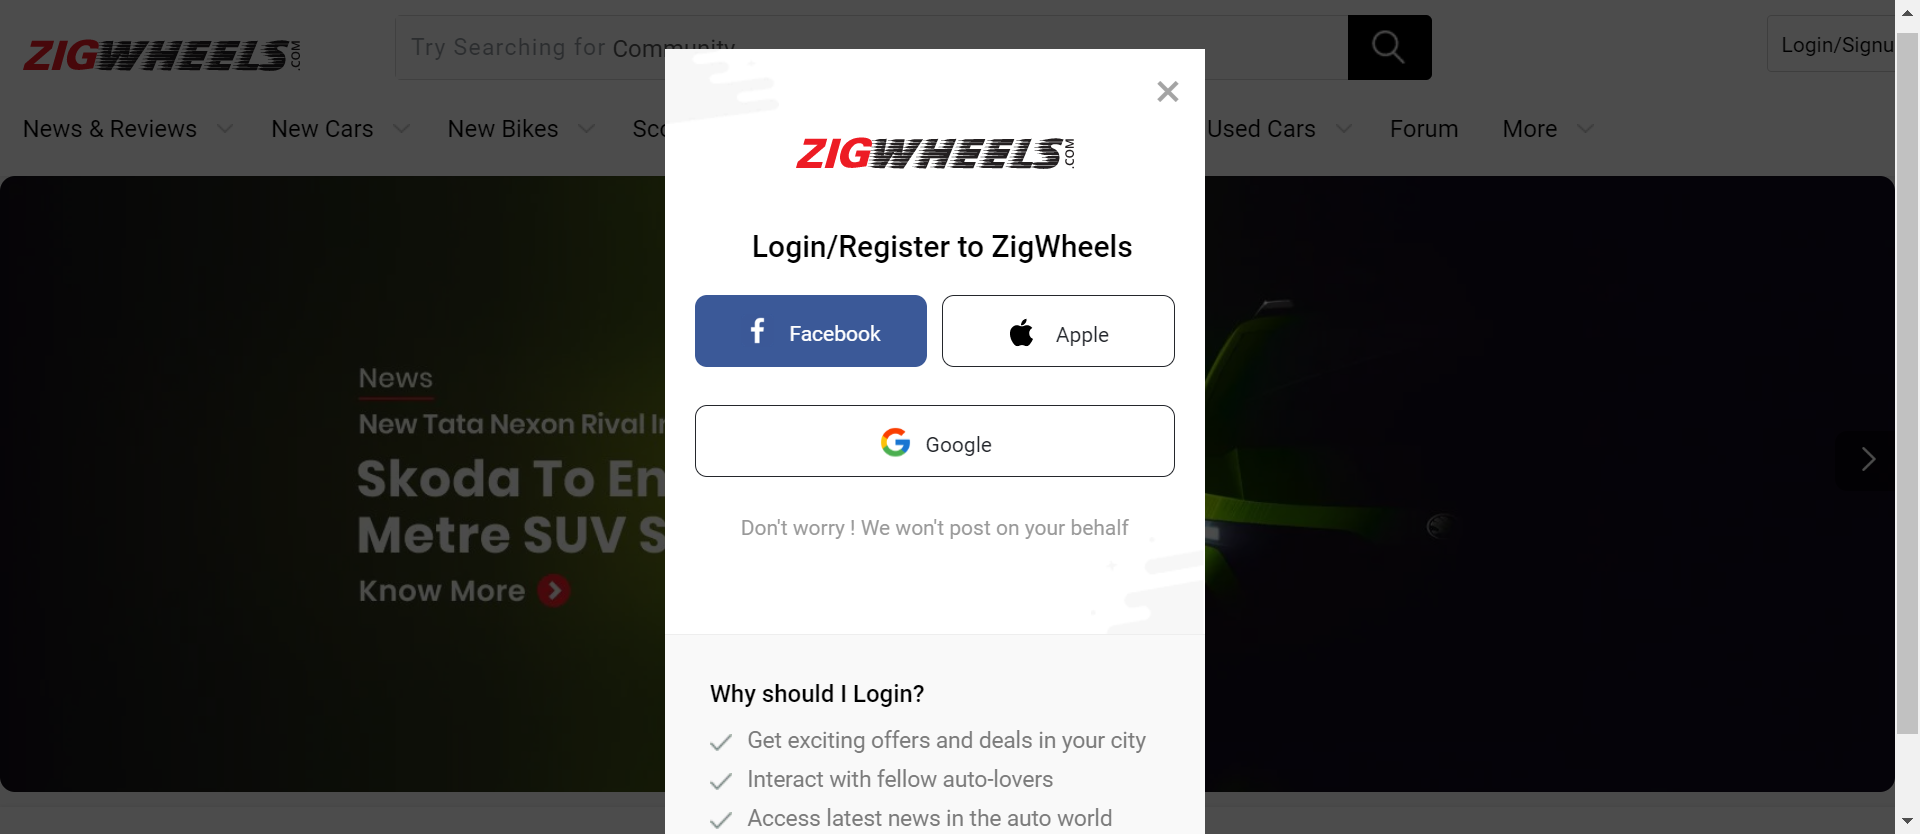 ZIGWHEELS.COM
Try Searching for Community
Login/Signu
News & Reviews New Cars New Bikes Sco Used Cars Forum More
ZIGWHEELS.COM
Login/Register to ZigWheels
Facebook Apple
Google
Don't worry ! We won't post on your behalf
News
New Tata Nexon Rival In
Skoda To En
Metre SUV S
Know More
Why should I Login?
Get exciting offers and deals in your city
Interact with fellow auto-lovers
Access latest news in the auto world